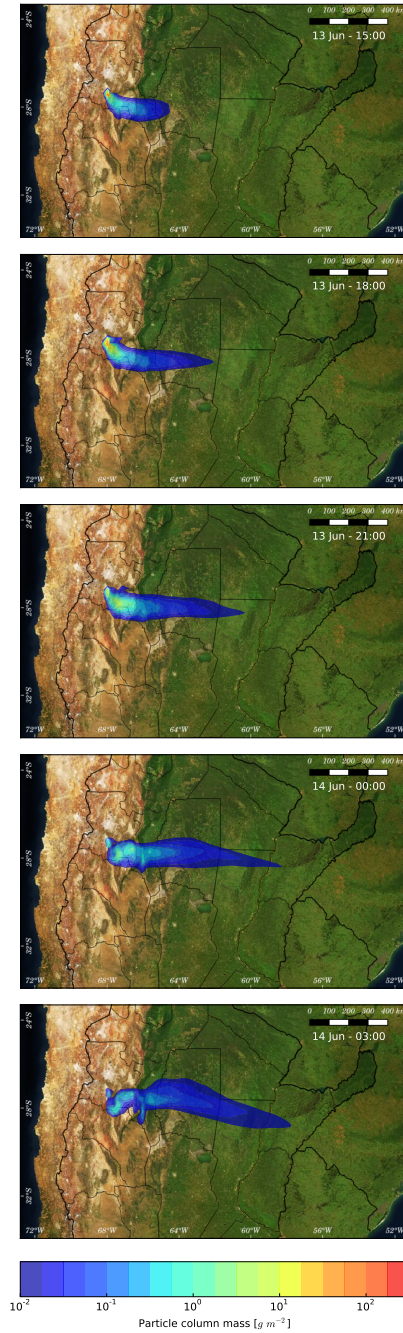 0 100 200 300 400 km
13 Jun - 15:00
24°S
28°S
32°S
72°W 68°W 64°W 60°W 56°W 52°W
0 100 200 300 400 km
13 Jun - 18:00
24°S
28°S
32°S
72°W 68°W 64°W 60°W 56°W 52°W
0 100 200 300 400 km
13 Jun - 21:00
24°S
28°S
32°S
72°W 68°W 64°W 60°W 56°W 52°W
0 100 200 300 400 km
14 Jun - 00:00
24°S
28°S
32°S
72°W 68°W 64°W 60°W 56°W 52°W
0 100 200 300 400 km
14 Jun - 03:00
24°S
28°S
32°S
72°W 68°W 64°W 60°W 56°W 52°W
10⁻² 10⁻¹ 10⁰ 10¹ 10²
Particle column mass [g m⁻²]